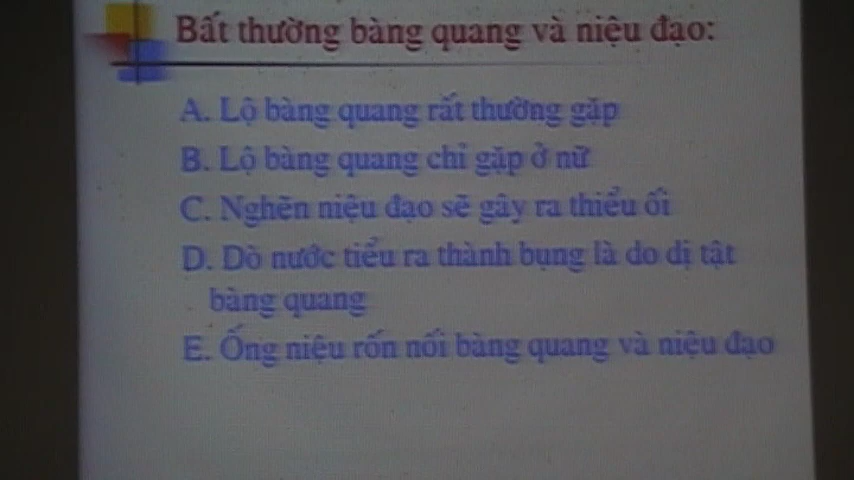 Bất thường bàng quang và niệu đạo:
A. Lộ bàng quang rất thường gặp
B. Lộ bàng quang chỉ gặp ở nữ
C. Nghẽn niệu đạo sẽ gây ra thiểu ối
D. Dò nước tiểu ra thành bụng là do dị tật
bàng quang
E. Ống niệu rốn nối bàng quang và niệu đạo